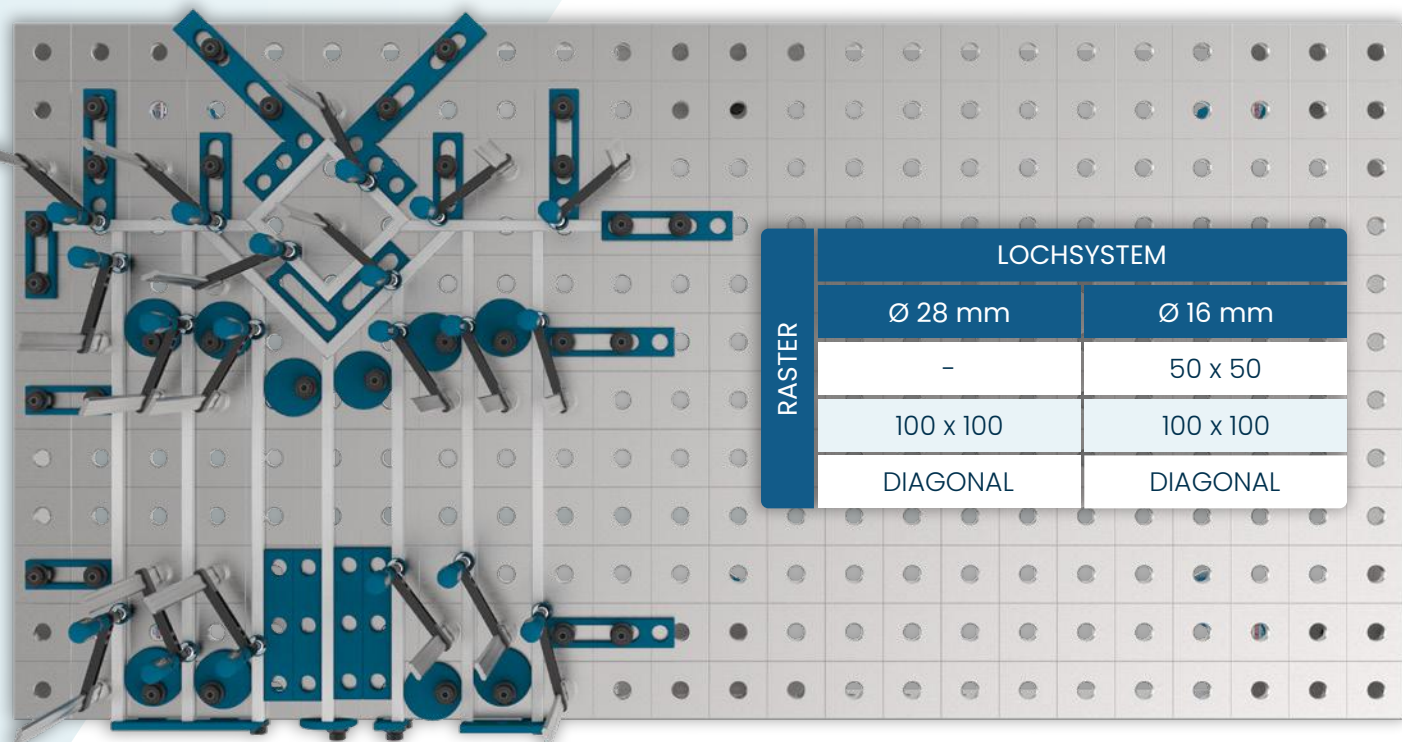 LOCHSYSTEM
RASTER
Ø 28 mm
Ø 16 mm
-
50 x 50
100 x 100
100 x 100
DIAGONAL
DIAGONAL